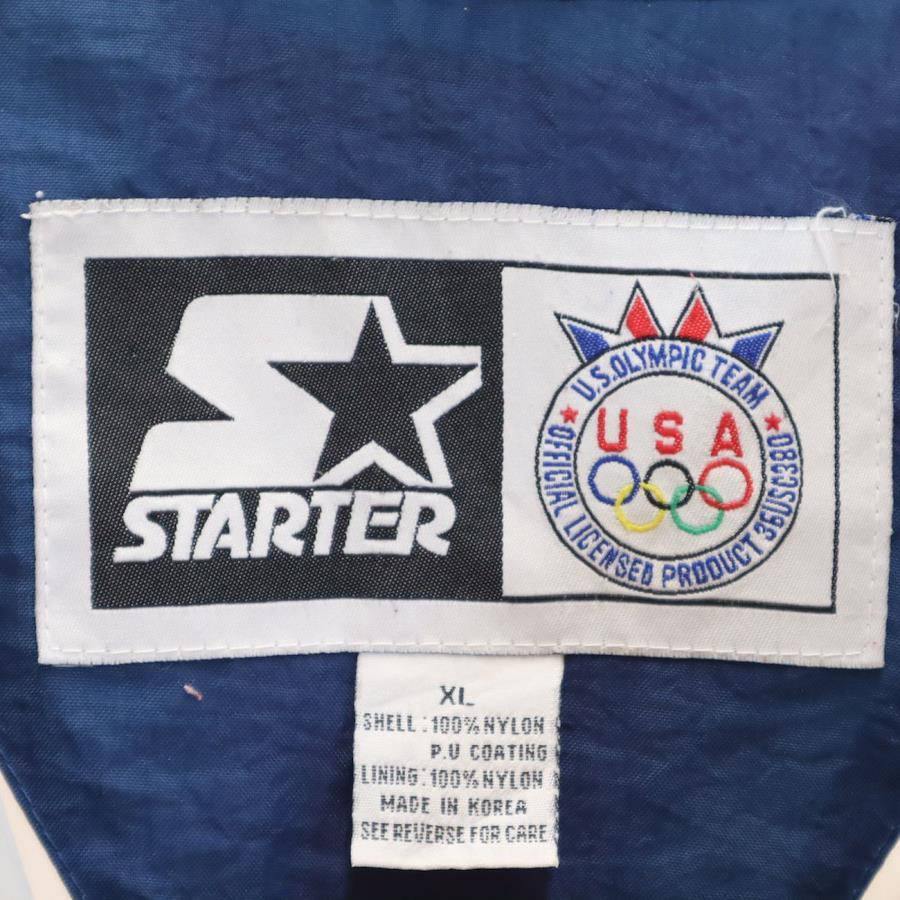 STARTER
U.S.OLYMPIC TEAM
USA
OFFICIAL LICENSED PRODUCT 36USC380
XL
SHELL:100%NYLON
P.U COATING
LINING:100%NYLON
MADE IN KOREA
SEE REVERSE FOR CARE